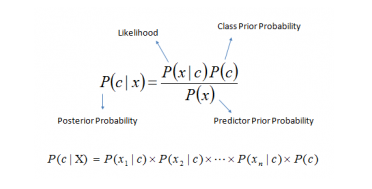 Likelihood
Class Prior Probability
P(c | x) = P(x | c)P(c) / P(x)
Posterior Probability
Predictor Prior Probability
P(c | X) = P(x₁ | c) × P(x₂ | c) × ⋯ × P(xₙ | c) × P(c)